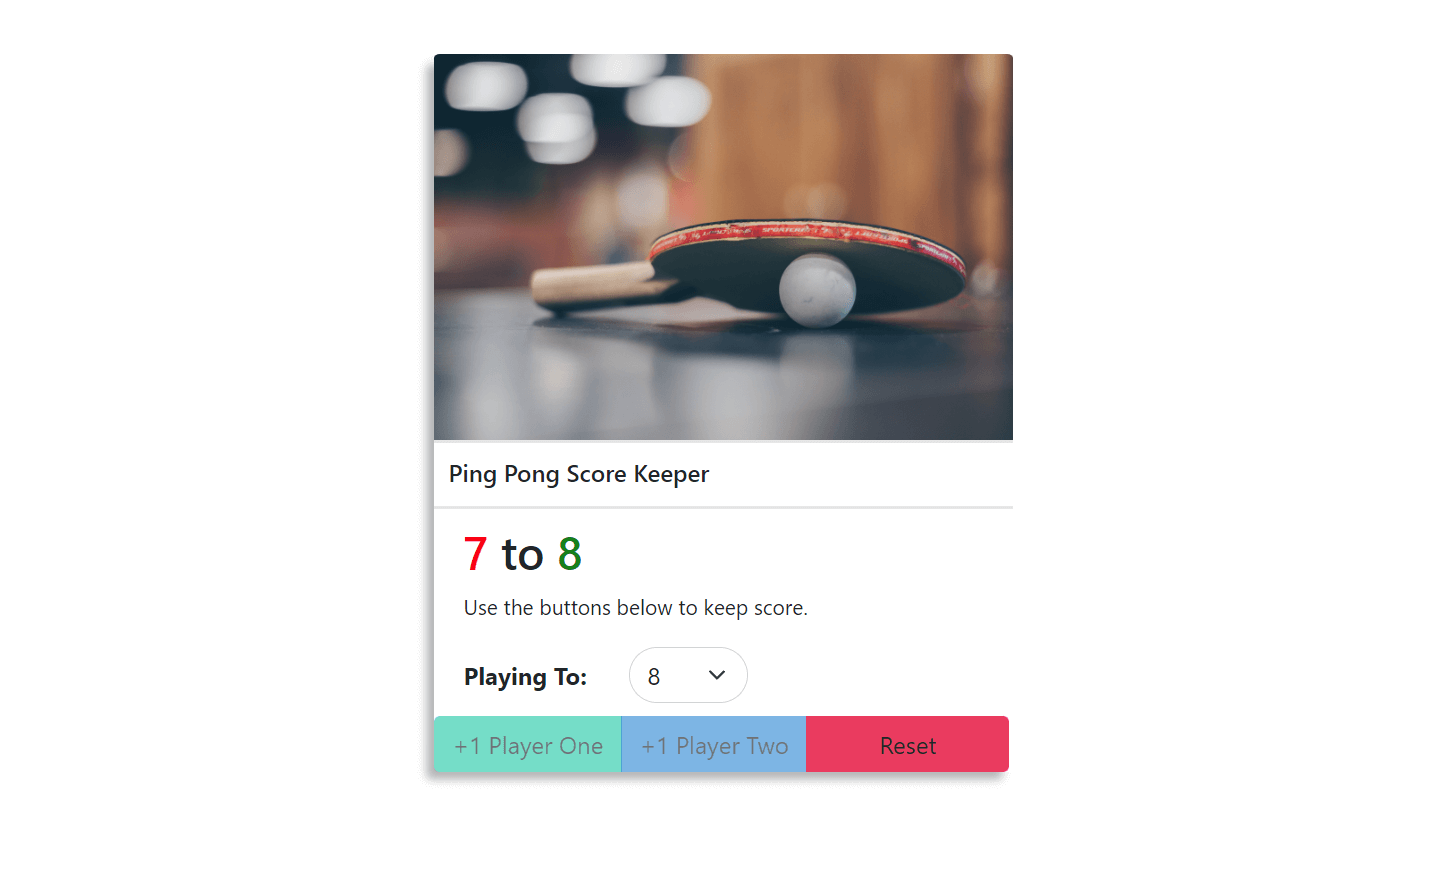 Ping Pong Score Keeper
7 to 8
Use the buttons below to keep score.
Playing To: 8
+1 Player One +1 Player Two Reset